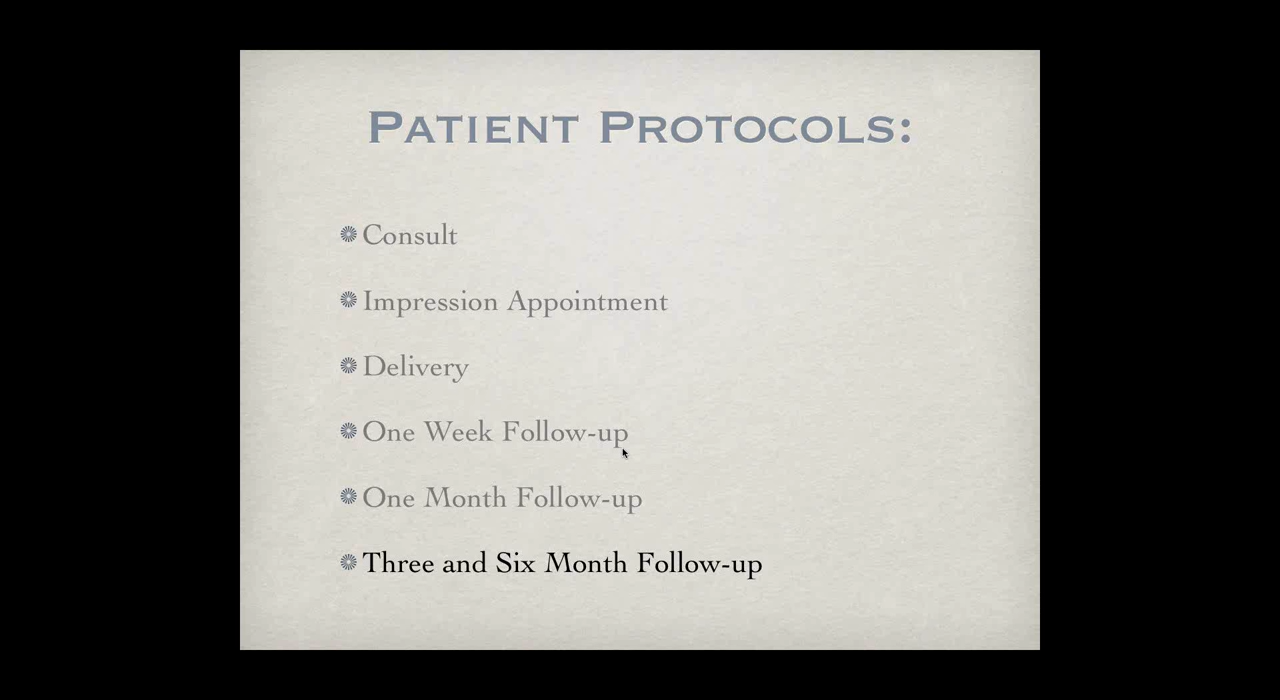 Patient Protocols:
Consult
Impression Appointment
Delivery
One Week Follow-up
One Month Follow-up
Three and Six Month Follow-up